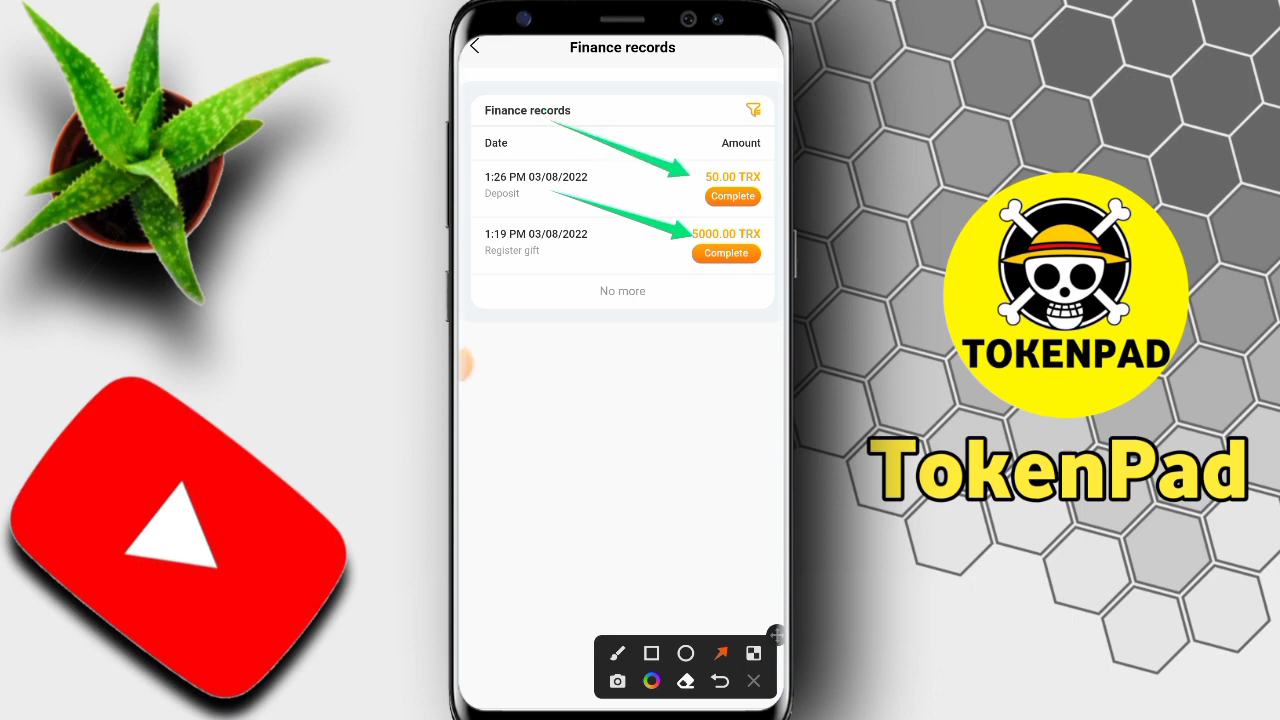 Finance records
Finance records
Date Amount
1:26 PM 03/08/2022 50.00 TRX
Deposit Complete
1:19 PM 03/08/2022 5000.00 TRX
Register gift Complete
No more
TOKENPAD
TokenPad